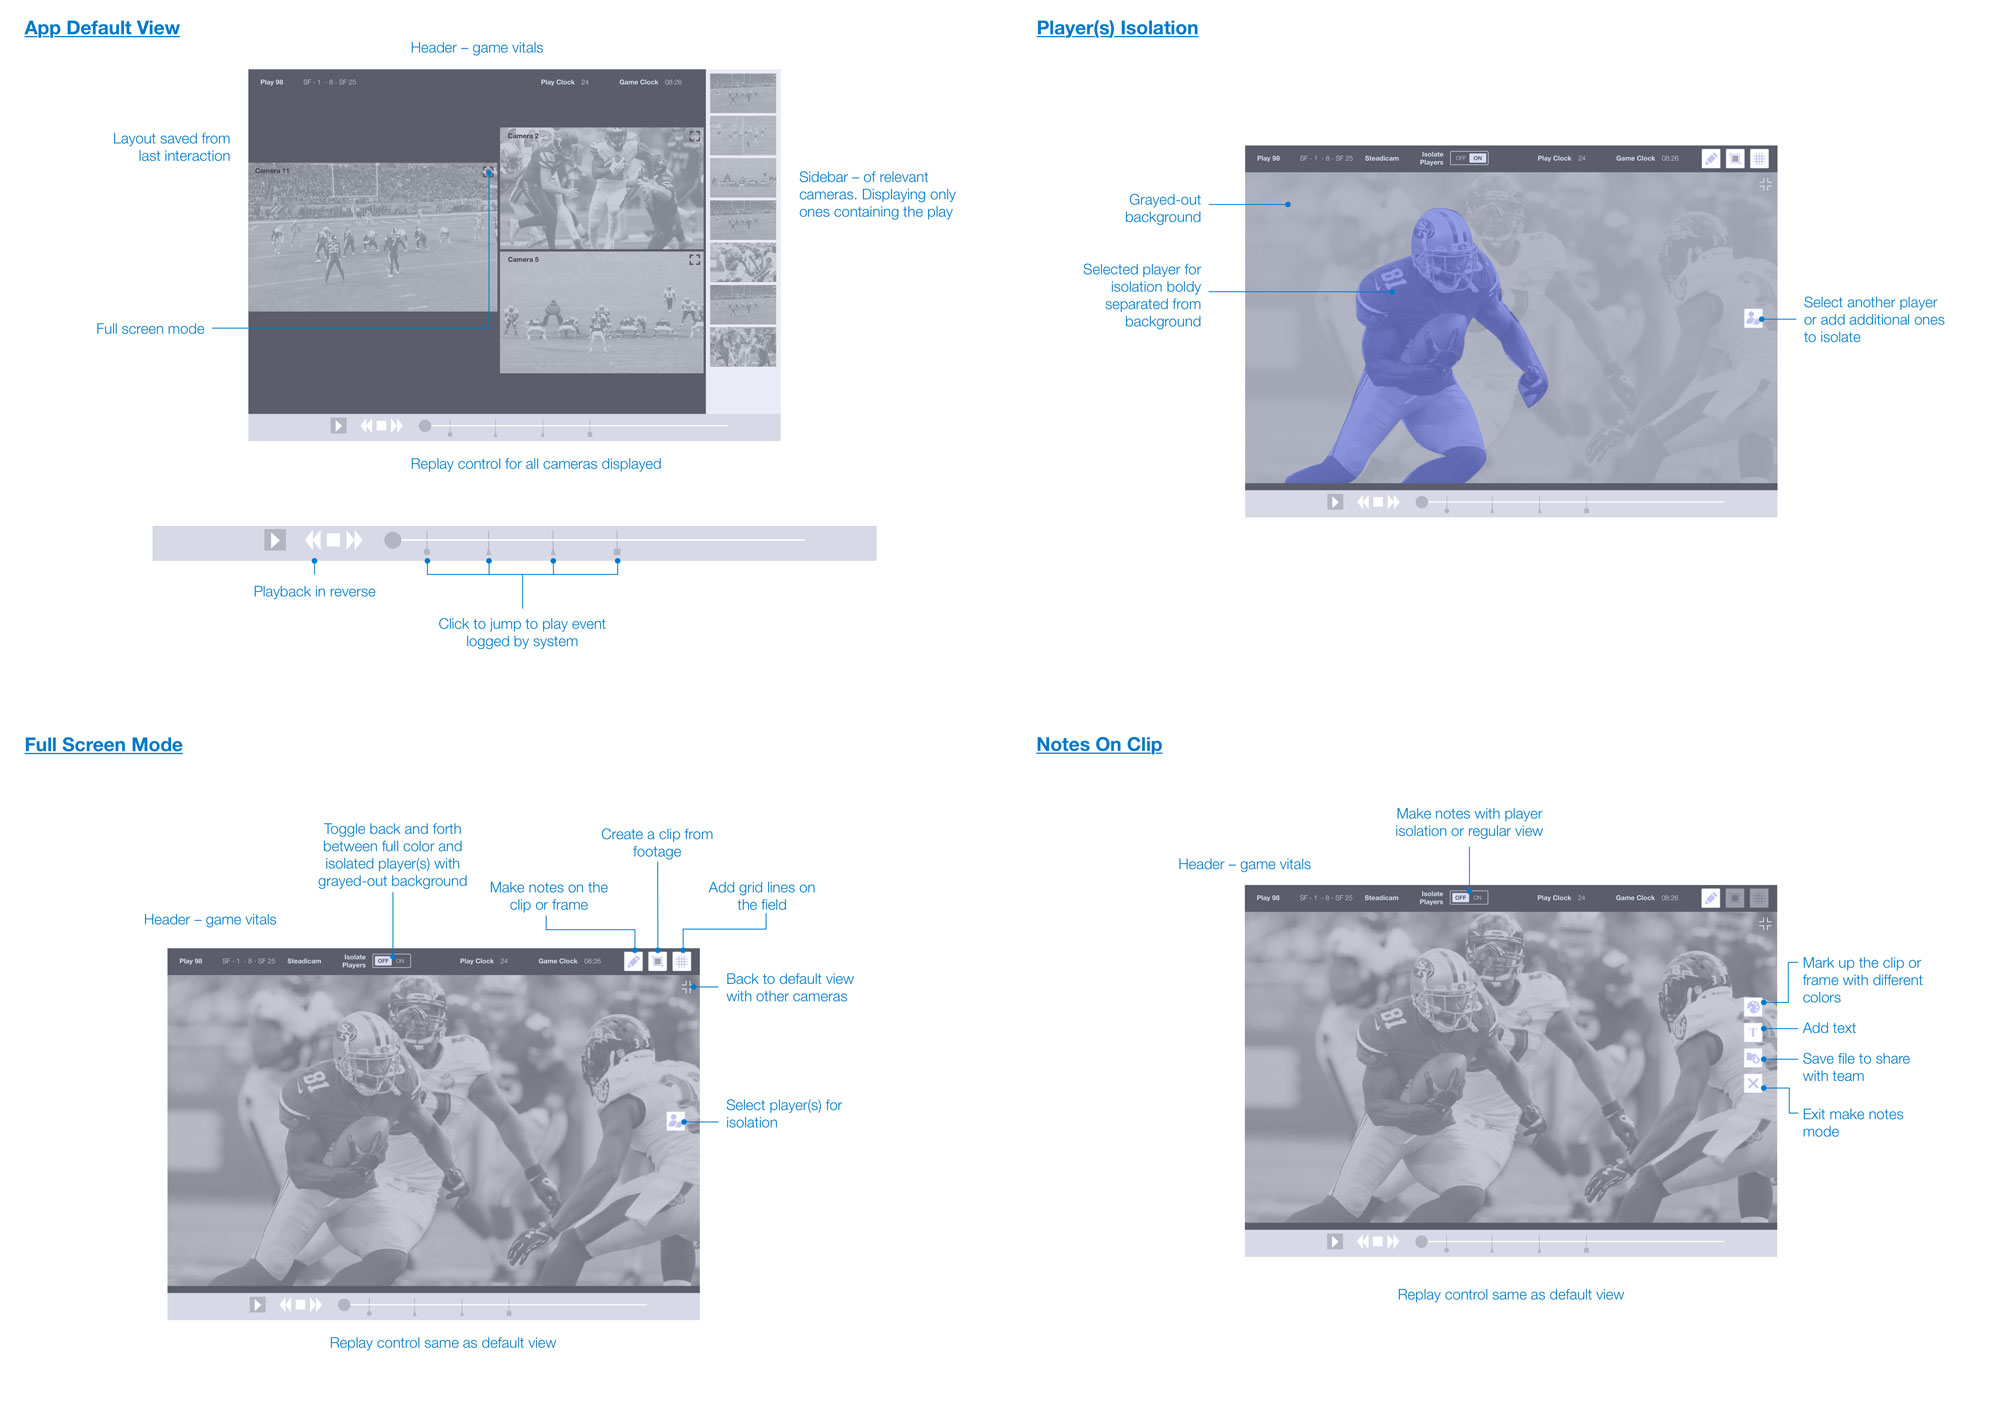 App Default View
Header – game vitals
Play 98 SF - 1 - 8 - SF 25 Play Clock 24 Game Clock 08:26
Layout saved from
last interaction
Camera 2
Camera 11
Camera 5
Sidebar – of relevant
cameras. Displaying only
ones containing the play
Full screen mode
Replay control for all cameras displayed
Playback in reverse
Click to jump to play event
logged by system
Player(s) Isolation
Play 98 SF - 1 - 8 - SF 25 Steadicam Isolate
Players OFF ON Play Clock 24 Game Clock 08:26
Grayed-out
background
Selected player for
isolation boldy
separated from
background
81
Select another player
or add additional ones
to isolate
Full Screen Mode
Toggle back and forth
between full color and
isolated player(s) with
grayed-out background
Make notes on the
clip or frame
Create a clip from
footage
Add grid lines on
the field
Header – game vitals
Play 98 SF - 1 - 8 - SF 25 Steadicam Isolate
Players OFF ON Play Clock 24 Game Clock 08:26
Back to default view
with other cameras
81
Select player(s) for
isolation
Replay control same as default view
Notes On Clip
Make notes with player
isolation or regular view
Header – game vitals
Play 98 SF - 1 - 8 - SF 25 Steadicam Isolate
Players OFF ON Play Clock 24 Game Clock 08:26
81
Mark up the clip or
frame with different
colors
T
Add text
Save file to share
with team
Exit make notes
mode
Replay control same as default view